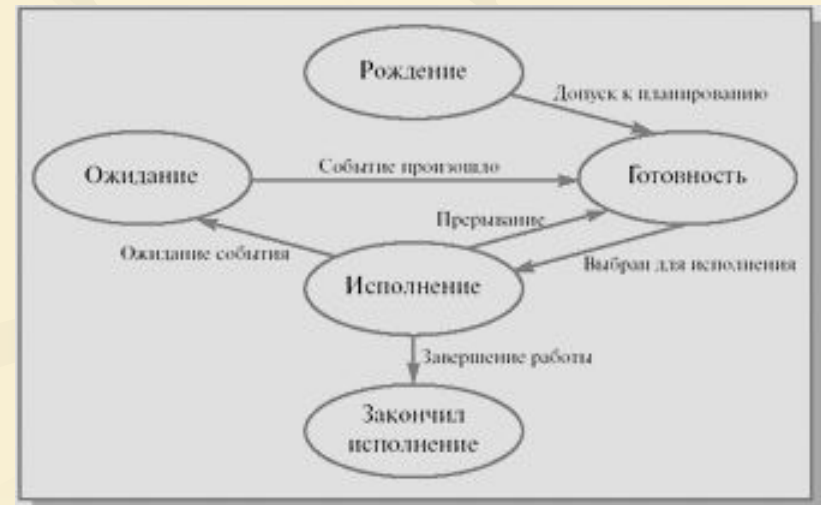 Рождение
Допуск к планированию
Ожидание
Событие произошло
Готовность
Прерывание
Ожидание события
Выбран для исполнения
Исполнение
Завершение работы
Закончил
исполнение